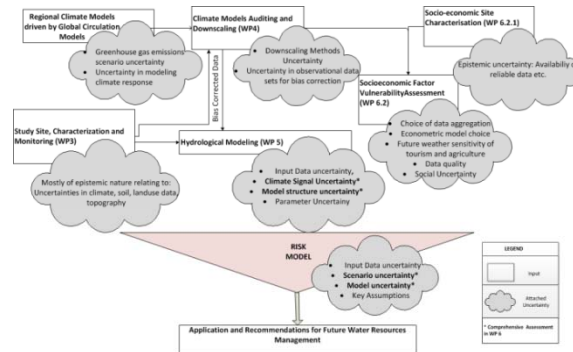 Regional Climate Models
driven by Global Circulation
Models
Greenhouse gas emissions
scenario uncertainty
Uncertainty in modeling
climate response
Climate Models Auditing and
Downscaling (WP4)
Downscaling Methods
Uncertainty
Uncertainty in observational data
sets for bias correction
Socio-economic Site
Characterisation (WP 6.2.1)
Epistemic uncertainty: Availability of
reliable data etc.
Bias Corrected Data
Socioeconomic Factor
VulnerabilityAssessment
(WP 6.2)
Choice of data aggregation
Econometric model choice
Future weather sensitivity of
tourism and agriculture
Data quality
Social Uncertainty
Study Site, Characterization and
Monitoring (WP3)
Mostly of epistemic nature relating to:
Uncertainties in climate, soil, landuse data,
topography
Hydrological Modeling (WP 5)
Input Data uncertainty,
Climate Signal Uncertainty*
Model structure uncertainty*
Parameter Uncertainty
RISK
MODEL
Input Data uncertainty
Scenario uncertainty*
Model uncertainty*
Key Assumptions
Application and Recommendations for Future Water Resources
Management
LEGEND
Input
Attached
Uncertainty
* Comprehensive Assessment
in WP 6